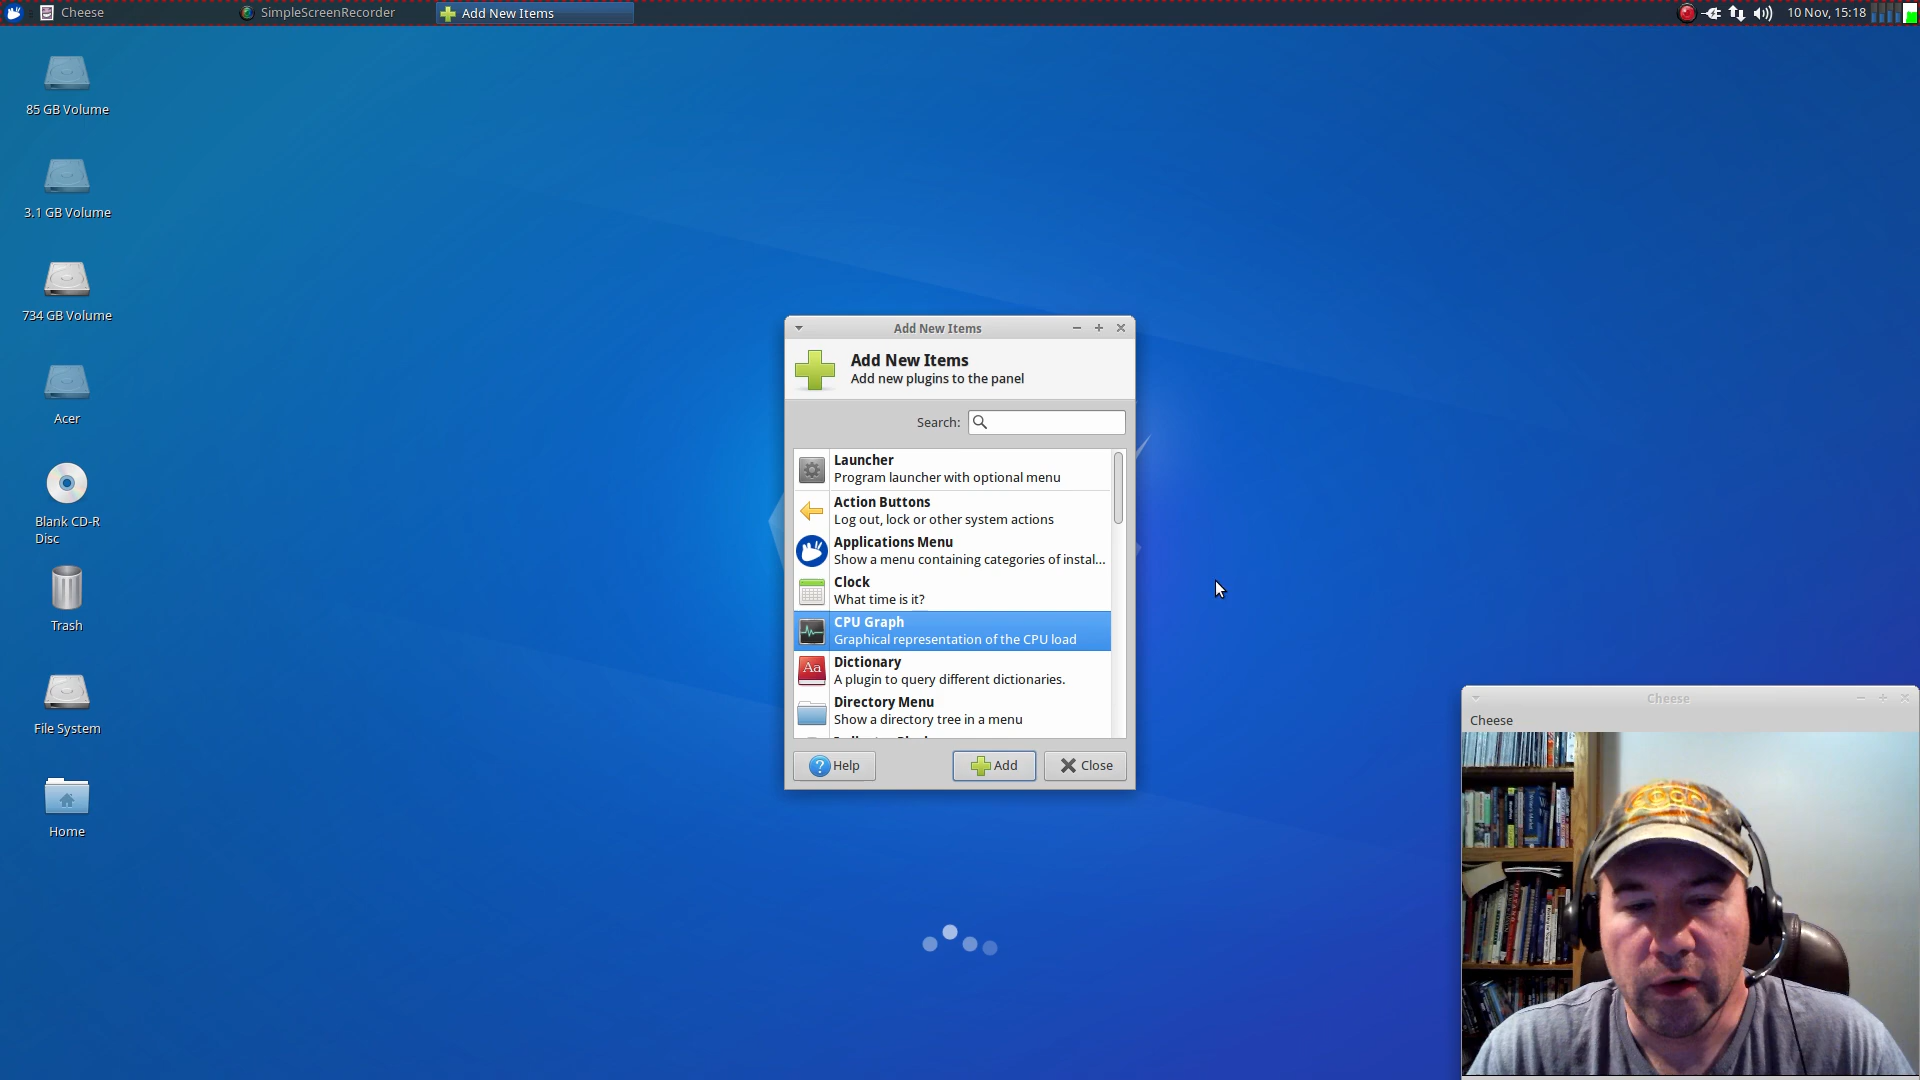 Cheese
SimpleScreenRecorder
Add New Items
10 Nov, 15:18
85 GB Volume
3.1 GB Volume
734 GB Volume
Acer
Blank CD-R
Disc
Trash
File System
Home
Add New Items
Add New Items
Add new plugins to the panel
Search:
Launcher
Program launcher with optional menu
Action Buttons
Log out, lock or other system actions
Applications Menu
Show a menu containing categories of instal...
Clock
What time is it?
CPU Graph
Graphical representation of the CPU load
Aa
Dictionary
A plugin to query different dictionaries.
Directory Menu
Show a directory tree in a menu
Help
Add
Close
Cheese
Cheese